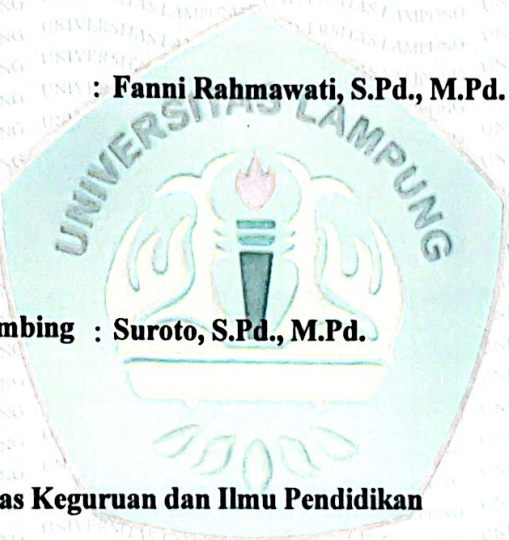 : Fanni Rahmawati, S.Pd., M.Pd.
UNIVERSITAS LAMPUNG
mbing : Suroto, S.Pd., M.Pd.
as Keguruan dan Ilmu Pendidikan